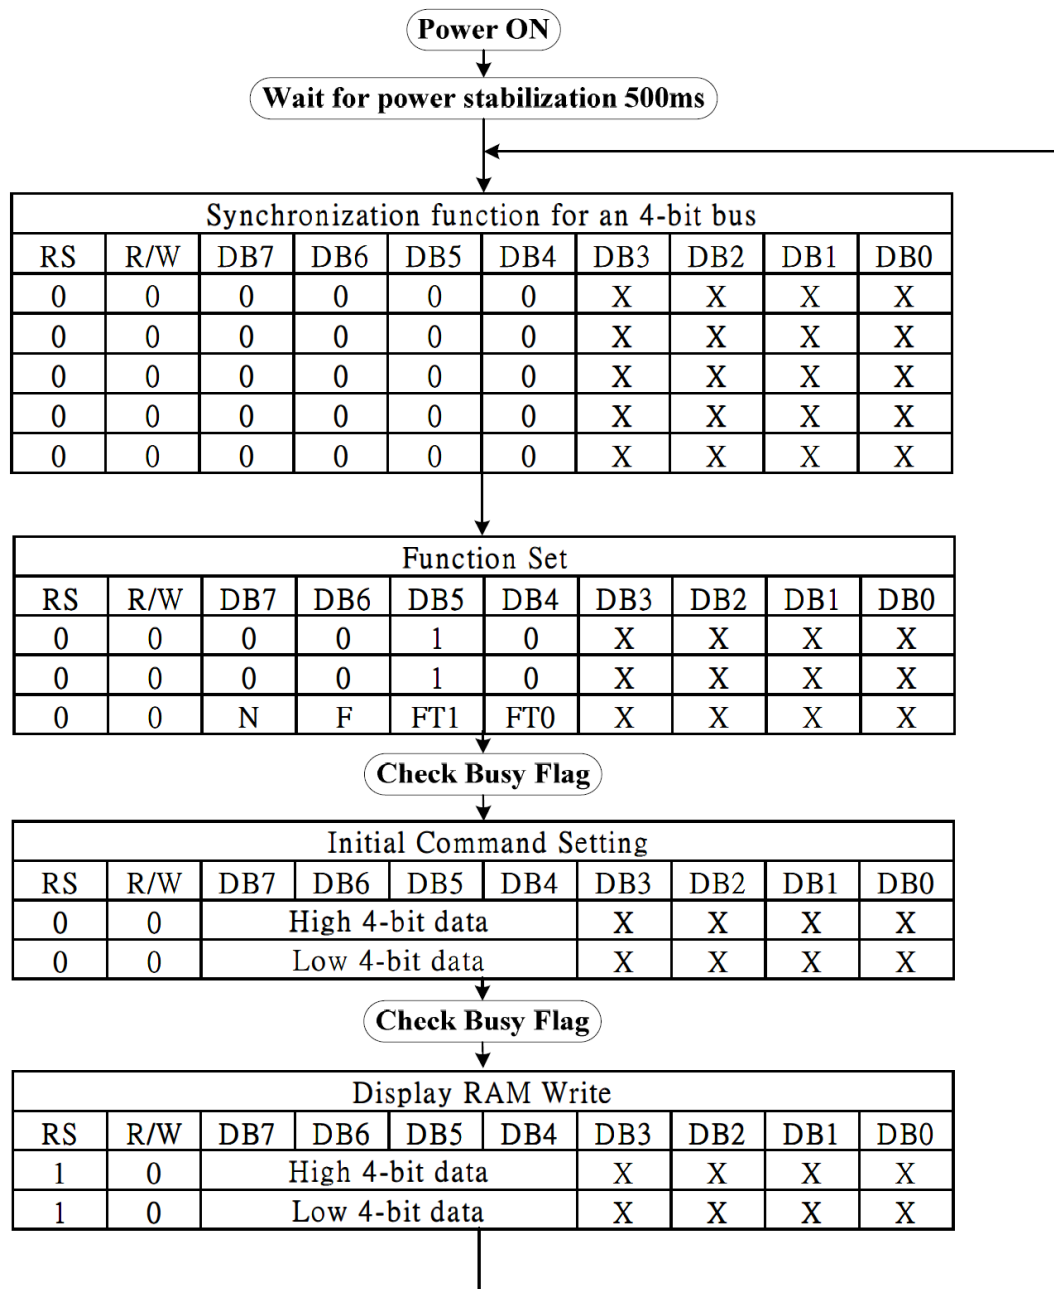 Power ON
Wait for power stabilization 500ms
Synchronization function for an 4-bit bus
RS R/W DB7 DB6 DB5 DB4 DB3 DB2 DB1 DB0
0 0 0 0 0 0 X X X X
0 0 0 0 0 0 X X X X
0 0 0 0 0 0 X X X X
0 0 0 0 0 0 X X X X
0 0 0 0 0 0 X X X X
Function Set
RS R/W DB7 DB6 DB5 DB4 DB3 DB2 DB1 DB0
0 0 0 0 1 0 X X X X
0 0 0 0 1 0 X X X X
0 0 N F FT1 FT0 X X X X
Check Busy Flag
Initial Command Setting
RS R/W DB7 DB6 DB5 DB4 DB3 DB2 DB1 DB0
0 0 High 4-bit data X X X X
0 0 Low 4-bit data X X X X
Check Busy Flag
Display RAM Write
RS R/W DB7 DB6 DB5 DB4 DB3 DB2 DB1 DB0
1 0 High 4-bit data X X X X
1 0 Low 4-bit data X X X X